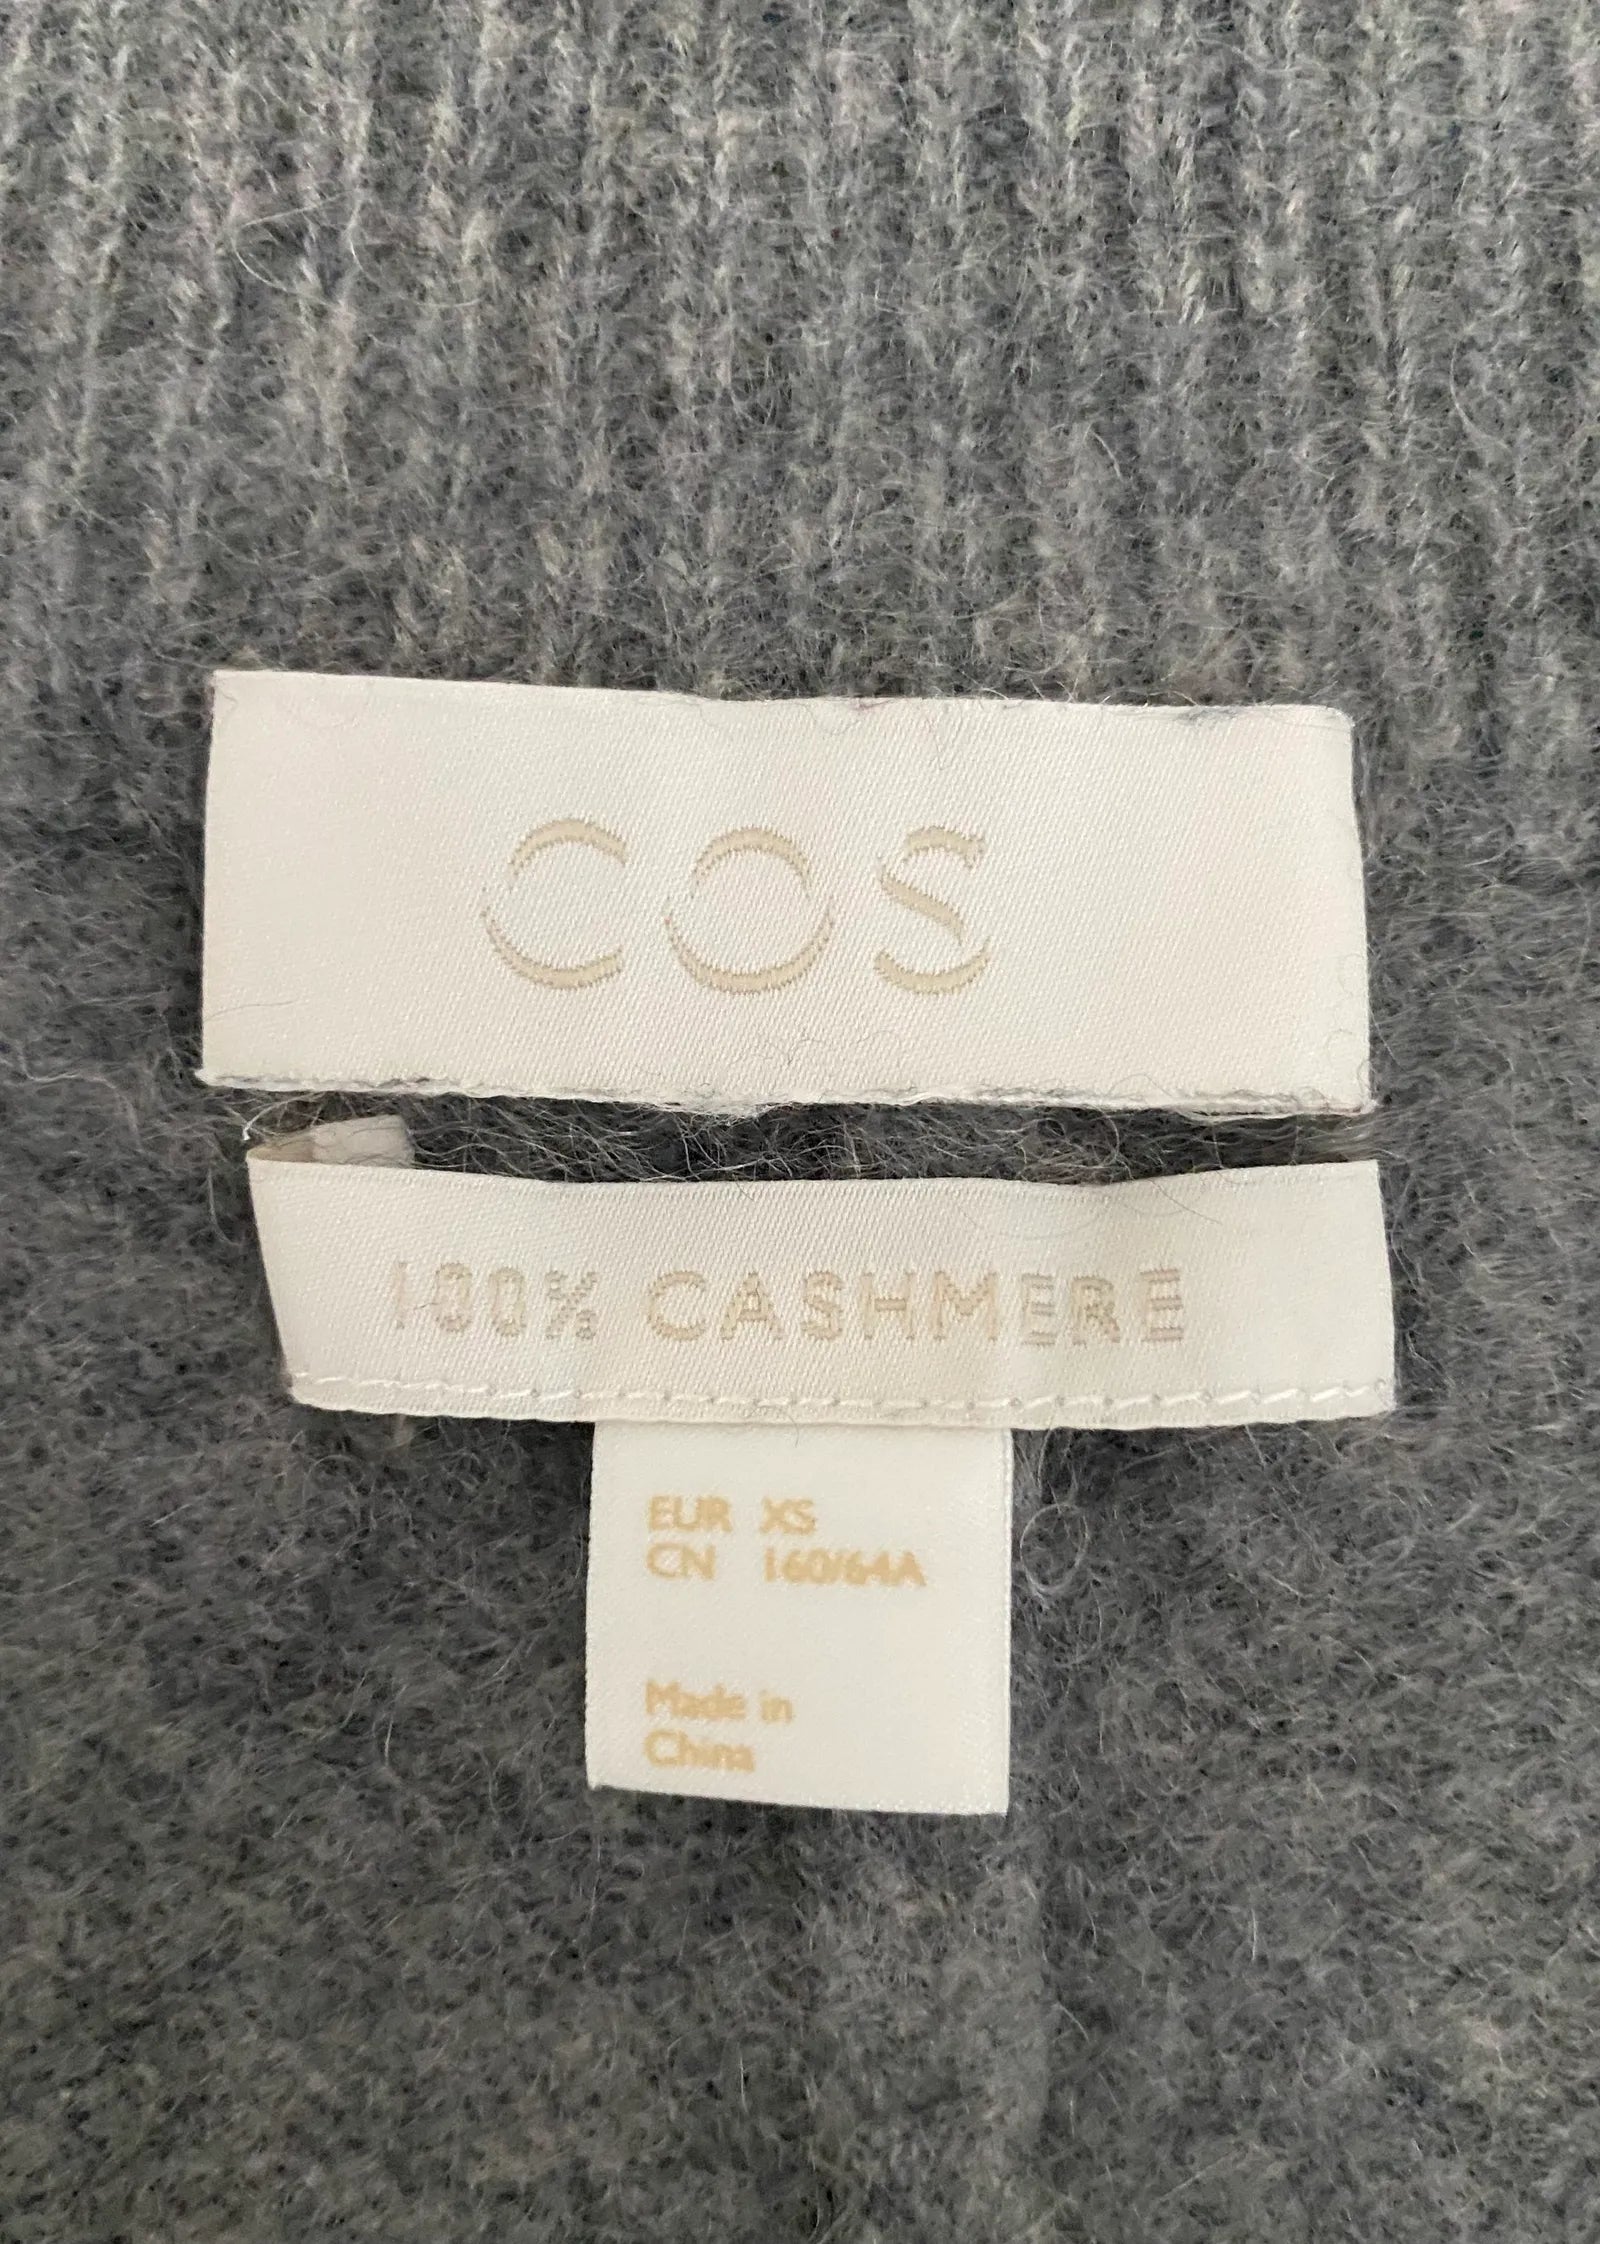 COS
100% CASHMERE
EUR XS
CN 160/64A
Made in
China